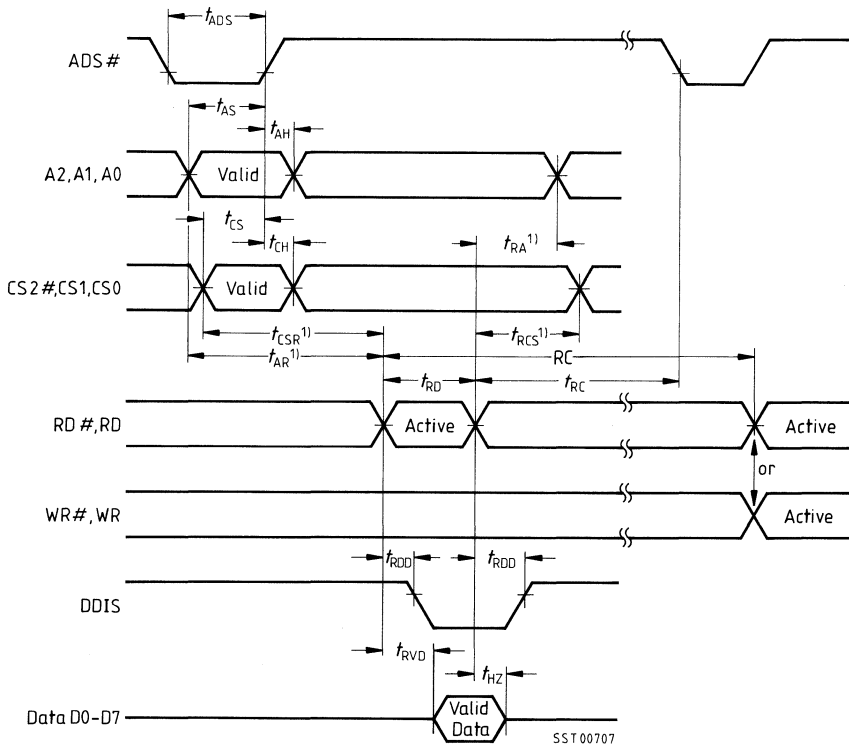 tADS
ADS#
tAS
tAH
A2,A1,A0
Valid
tCS
tCH
tRA1)
CS2#,CS1,CS0
Valid
tCSR1)
tRCS1)
tAR1)
RC
tRD
tRC
RD#,RD
Active
Active
or
WR#,WR
Active
tRDD
tRDD
DDIS
tRVD
tHZ
Data D0-D7
Valid
Data
SST00707